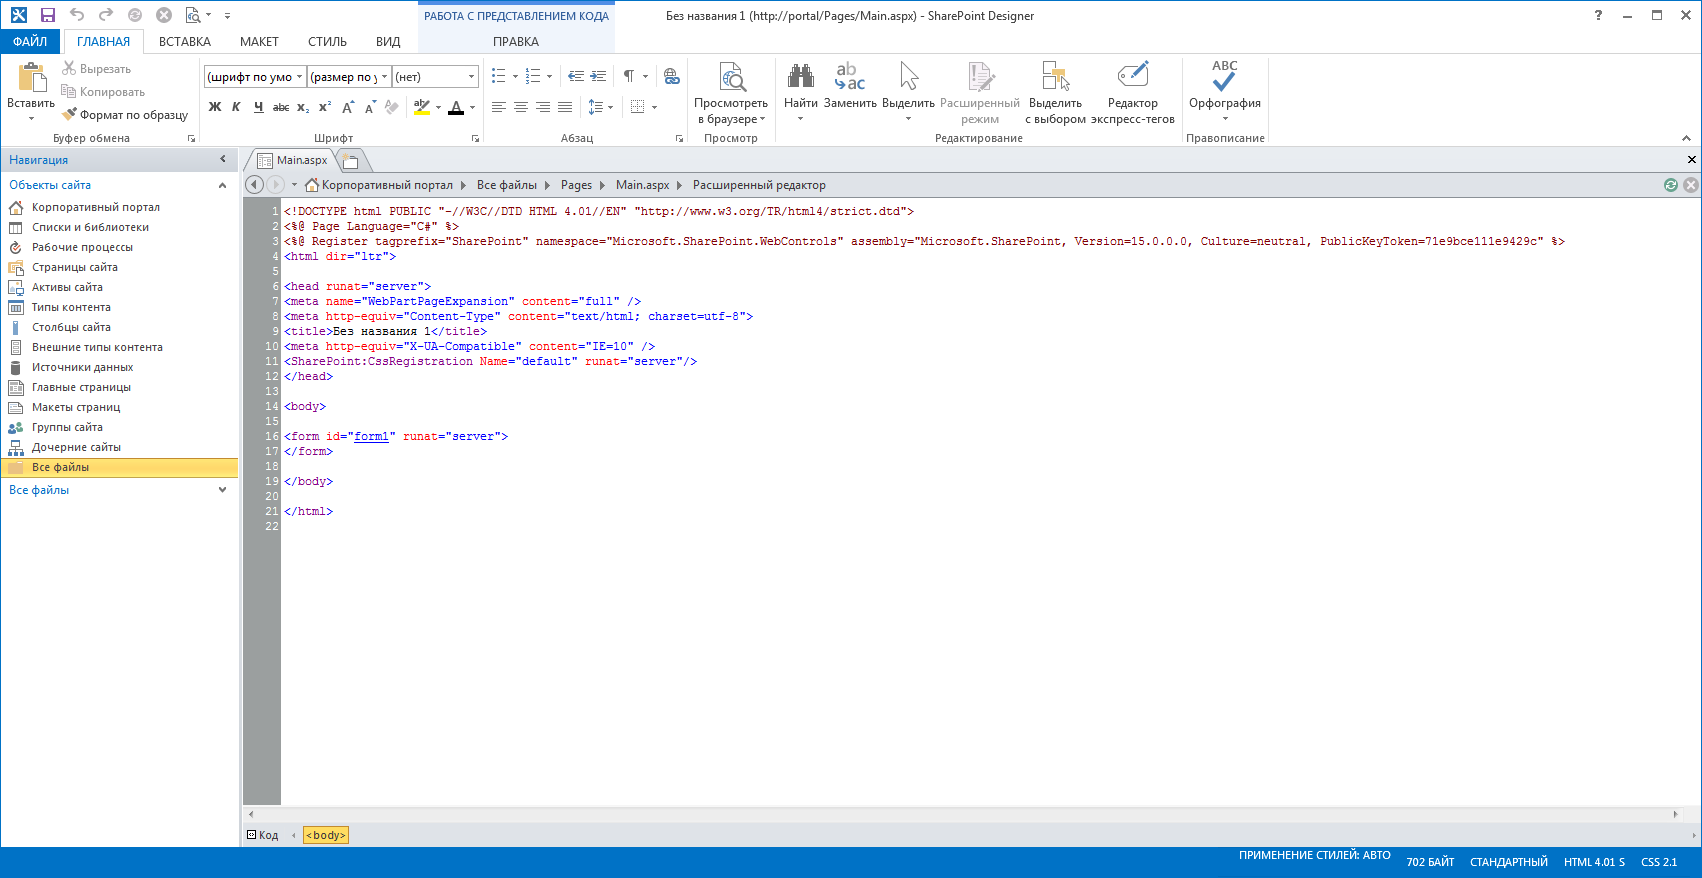 РАБОТА С ПРЕДСТАВЛЕНИЕМ КОДА
Без названия 1 (http://portal/Pages/Main.aspx) - SharePoint Designer
?
ФАЙЛ ГЛАВНАЯ ВСТАВКА МАКЕТ СТИЛЬ ВИД ПРАВКА
Вставить
Вырезать
Копировать
Формат по образцу
Буфер обмена
(шрифт по умо (размер по у (нет)
Ж К Ч abc x₂ x² A A ab A
Шрифт
Абзац
Просмотреть
в браузере
Просмотр
Найти
ab
ac
Заменить
Выделить
Расширенный
режим
Выделить
с выбором
Редактор
экспресс-тегов
Редактирование
ABC
Орфография
Правописание
Навигация
Объекты сайта
Корпоративный портал
Списки и библиотеки
Рабочие процессы
Страницы сайта
Активы сайта
Типы контента
Столбцы сайта
Внешние типы контента
Источники данных
Главные страницы
Макеты страниц
Группы сайта
Дочерние сайты
Все файлы
Все файлы
Main.aspx
Корпоративный портал Все файлы Pages Main.aspx Расширенный редактор
1 <!DOCTYPE html PUBLIC "-//W3C//DTD HTML 4.01//EN" "http://www.w3.org/TR/html4/strict.dtd">
2 <%@ Page Language="C#" %>
3 <%@ Register tagprefix="SharePoint" namespace="Microsoft.SharePoint.WebControls" assembly="Microsoft.SharePoint, Version=15.0.0.0, Culture=neutral, PublicKeyToken=71e9bce111e9429c" %>
4 <html dir="ltr">
5
6 <head runat="server">
7 <meta name="WebPartPageExpansion" content="full" />
8 <meta http-equiv="Content-Type" content="text/html; charset=utf-8">
9 <title>Без названия 1</title>
10 <meta http-equiv="X-UA-Compatible" content="IE=10" />
11 <SharePoint:CssRegistration Name="default" runat="server"/>
12 </head>
13
14 <body>
15
16 <form id="form1" runat="server">
17 </form>
18
19 </body>
20
21 </html>
22
Код <body>
ПРИМЕНЕНИЕ СТИЛЕЙ: АВТО 702 БАЙТ СТАНДАРТНЫЙ HTML 4.01 S CSS 2.1